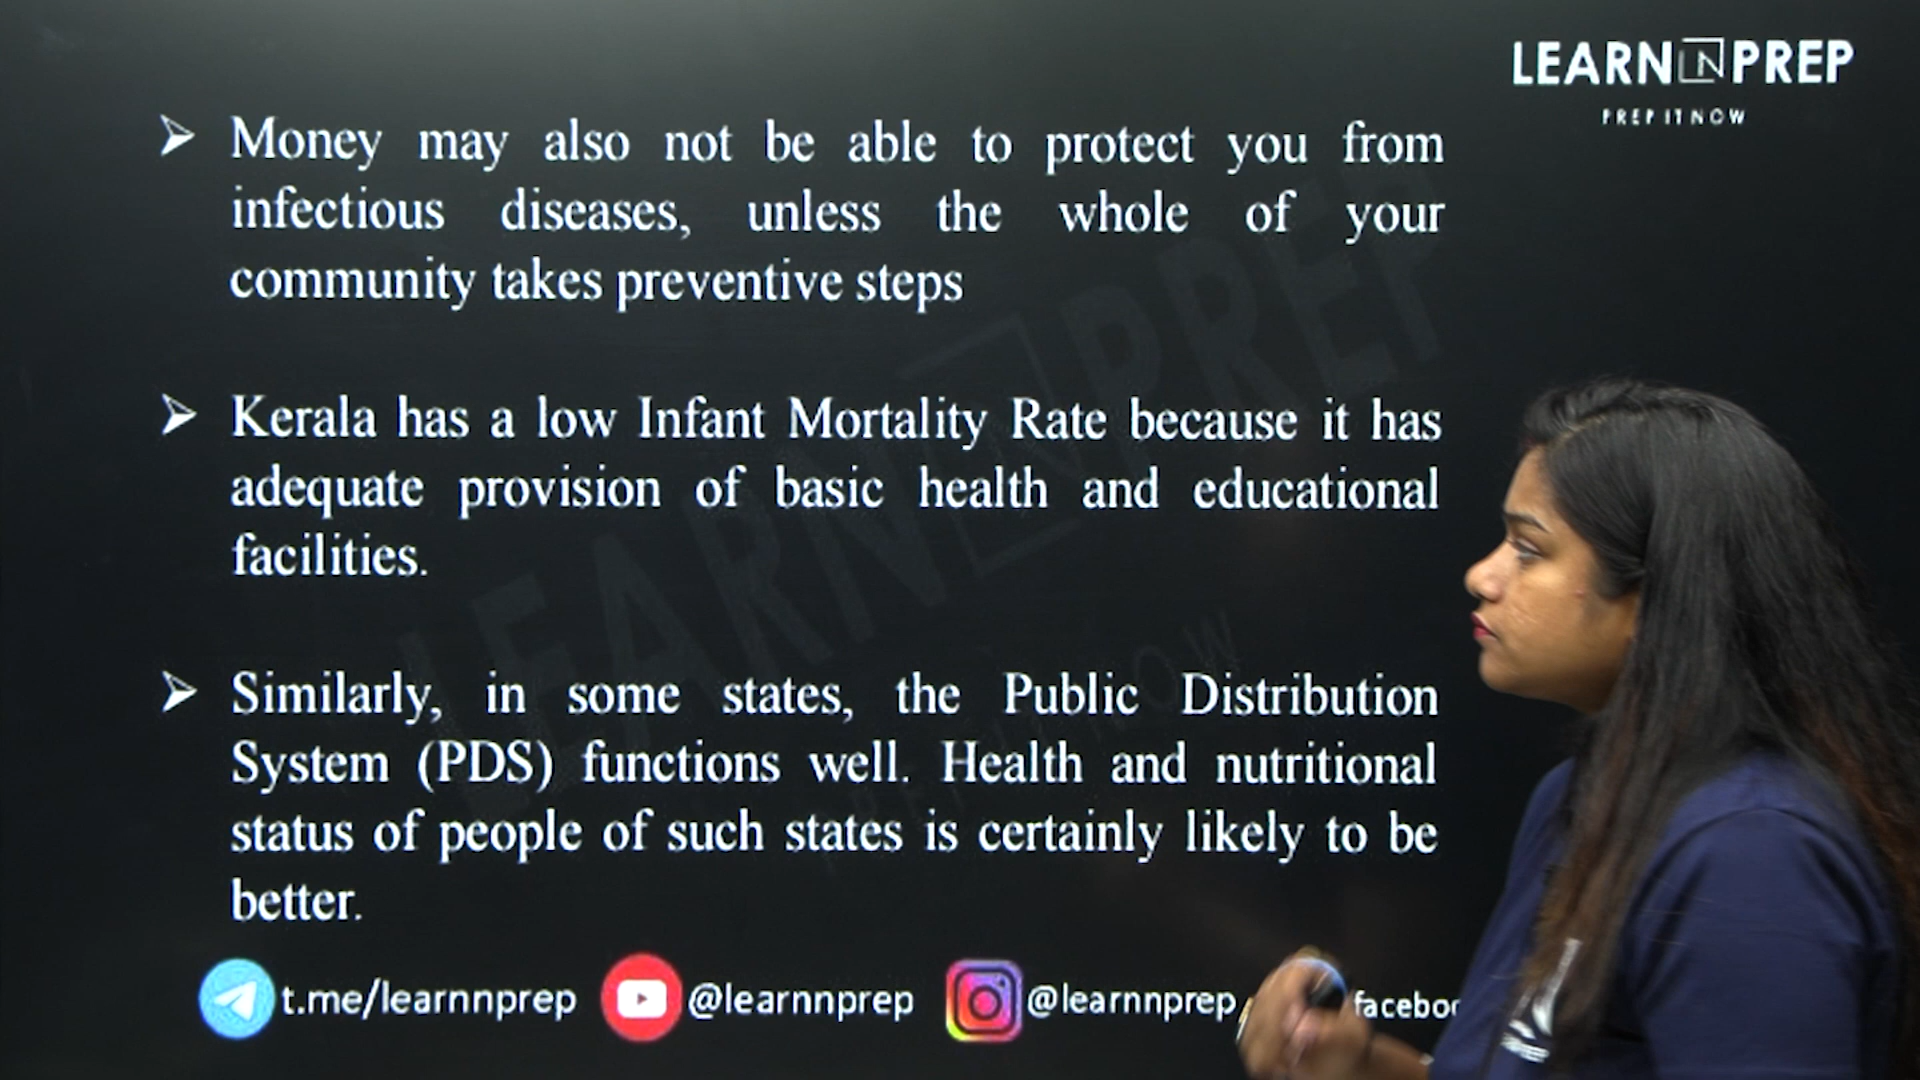 LEARN N PREP
PREP IT NOW
Money may also not be able to protect you from
infectious diseases, unless the whole of your
community takes preventive steps
Kerala has a low Infant Mortality Rate because it has
adequate provision of basic health and educational
facilities.
Similarly, in some states, the Public Distribution
System (PDS) functions well. Health and nutritional
status of people of such states is certainly likely to be
better.
t.me/learnnprep @learnnprep @learnnprep faceboo